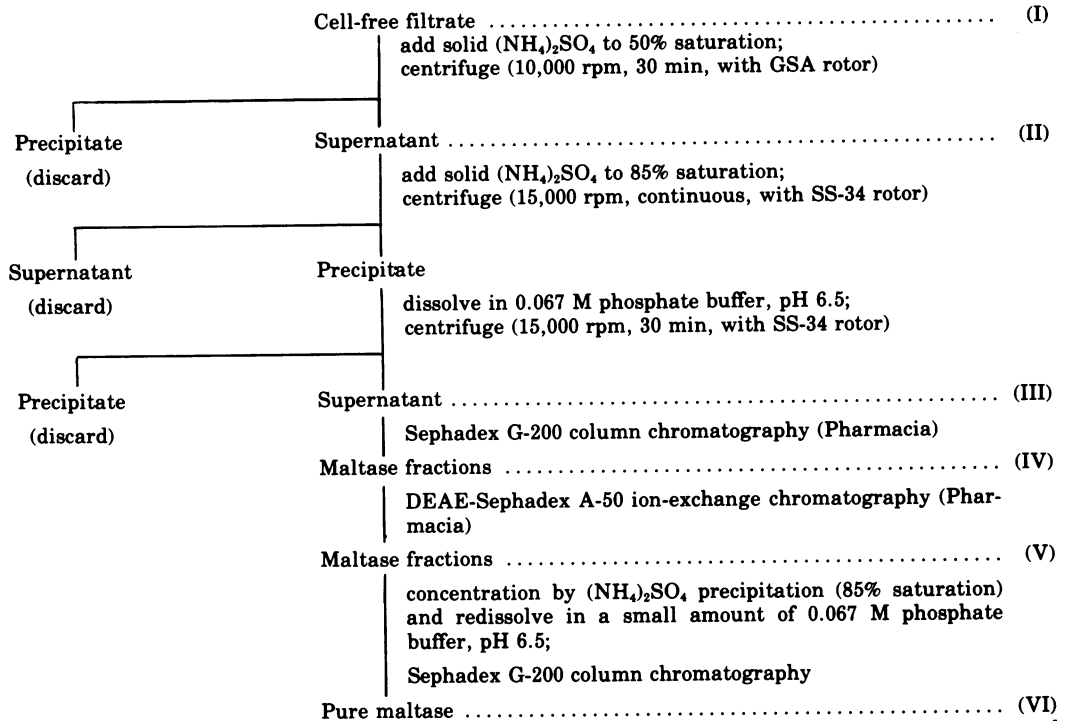 Cell-free filtrate ........................................................ (I)
add solid (NH₄)₂SO₄ to 50% saturation;
centrifuge (10,000 rpm, 30 min, with GSA rotor)
Precipitate
(discard)
Supernatant ............................................................ (II)
add solid (NH₄)₂SO₄ to 85% saturation;
centrifuge (15,000 rpm, continuous, with SS-34 rotor)
Supernatant
(discard)
Precipitate
dissolve in 0.067 M phosphate buffer, pH 6.5;
centrifuge (15,000 rpm, 30 min, with SS-34 rotor)
Precipitate
(discard)
Supernatant ............................................................ (III)
Sephadex G-200 column chromatography (Pharmacia)
Maltase fractions ...................................................... (IV)
DEAE-Sephadex A-50 ion-exchange chromatography (Phar-
macia)
Maltase fractions ...................................................... (V)
concentration by (NH₄)₂SO₄ precipitation (85% saturation)
and redissolve in a small amount of 0.067 M phosphate
buffer, pH 6.5;
Sephadex G-200 column chromatography
Pure maltase ........................................................... (VI)